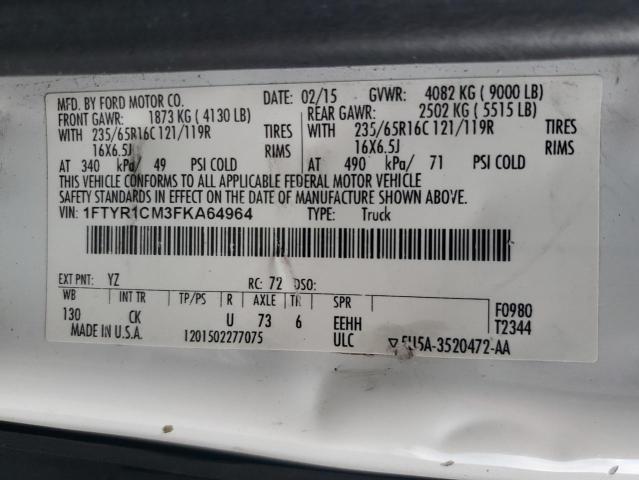 MFD. BY FORD MOTOR CO. DATE: 02/15 GVWR: 4082 KG ( 9000 LB)
FRONT GAWR: 1873 KG ( 4130 LB) REAR GAWR: 2502 KG ( 5515 LB)
WITH 235/65R16C 121/119R TIRES WITH 235/65R16C 121/119R TIRES
16X6.5J RIMS 16X6.5J RIMS
AT 340 kPa/ 49 PSI COLD AT 490 kPa/ 71 PSI COLD
THIS VEHICLE CONFORMS TO ALL APPLICABLE FEDERAL MOTOR VEHICLE
SAFETY STANDARDS IN EFFECT ON THE DATE OF MANUFACTURE SHOWN ABOVE.
VIN: 1FTYR1CM3FKA64964 TYPE: Truck
EXT PNT: YZ RC: 72 DSO:
WB INT TR TP/PS R AXLE TR SPR F0980
130 CK U 73 6 EEHH T2344
MADE IN U.S.A. 1201502277075 ULC ▽5U5A-3520472-AA